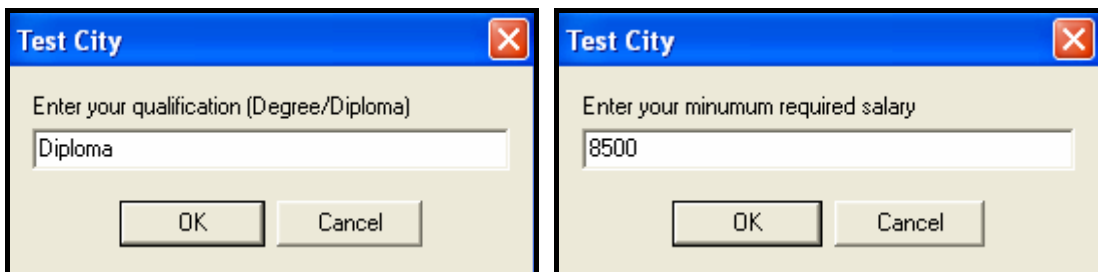 Test City
Enter your qualification (Degree/Diploma)
Diploma
OK Cancel
Test City
Enter your minumum required salary
8500
OK Cancel